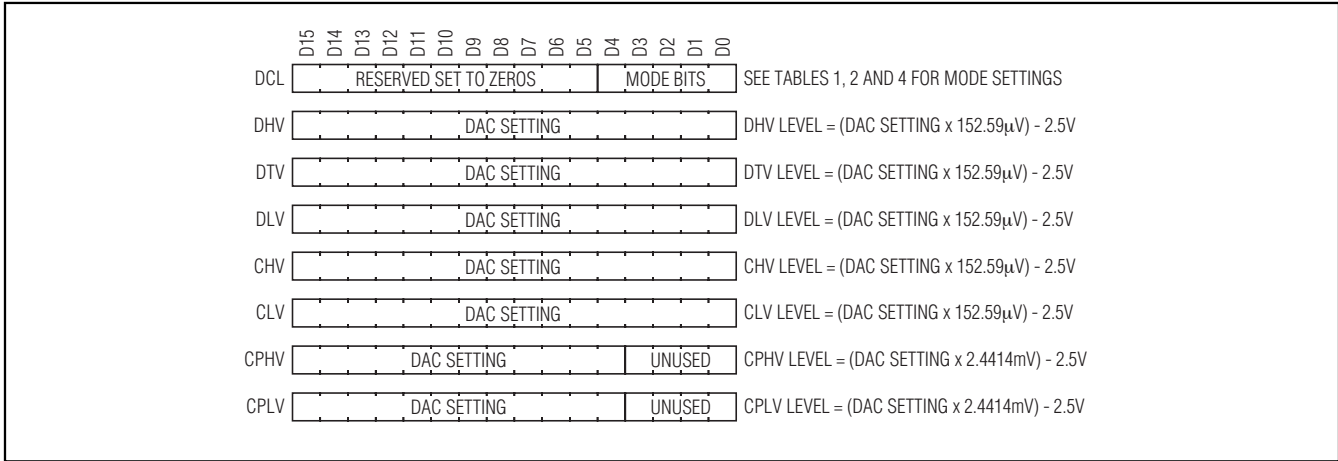 D15 D14 D13 D12 D11 D10 D9 D8 D7 D6 D5 D4 D3 D2 D1 D0
DCL RESERVED SET TO ZEROS MODE BITS SEE TABLES 1, 2 AND 4 FOR MODE SETTINGS
DHV DAC SETTING DHV LEVEL = (DAC SETTING x 152.59μV) - 2.5V
DTV DAC SETTING DTV LEVEL = (DAC SETTING x 152.59μV) - 2.5V
DLV DAC SETTING DLV LEVEL = (DAC SETTING x 152.59μV) - 2.5V
CHV DAC SETTING CHV LEVEL = (DAC SETTING x 152.59μV) - 2.5V
CLV DAC SETTING CLV LEVEL = (DAC SETTING x 152.59μV) - 2.5V
CPHV DAC SETTING UNUSED CPHV LEVEL = (DAC SETTING x 2.4414mV) - 2.5V
CPLV DAC SETTING UNUSED CPLV LEVEL = (DAC SETTING x 2.4414mV) - 2.5V